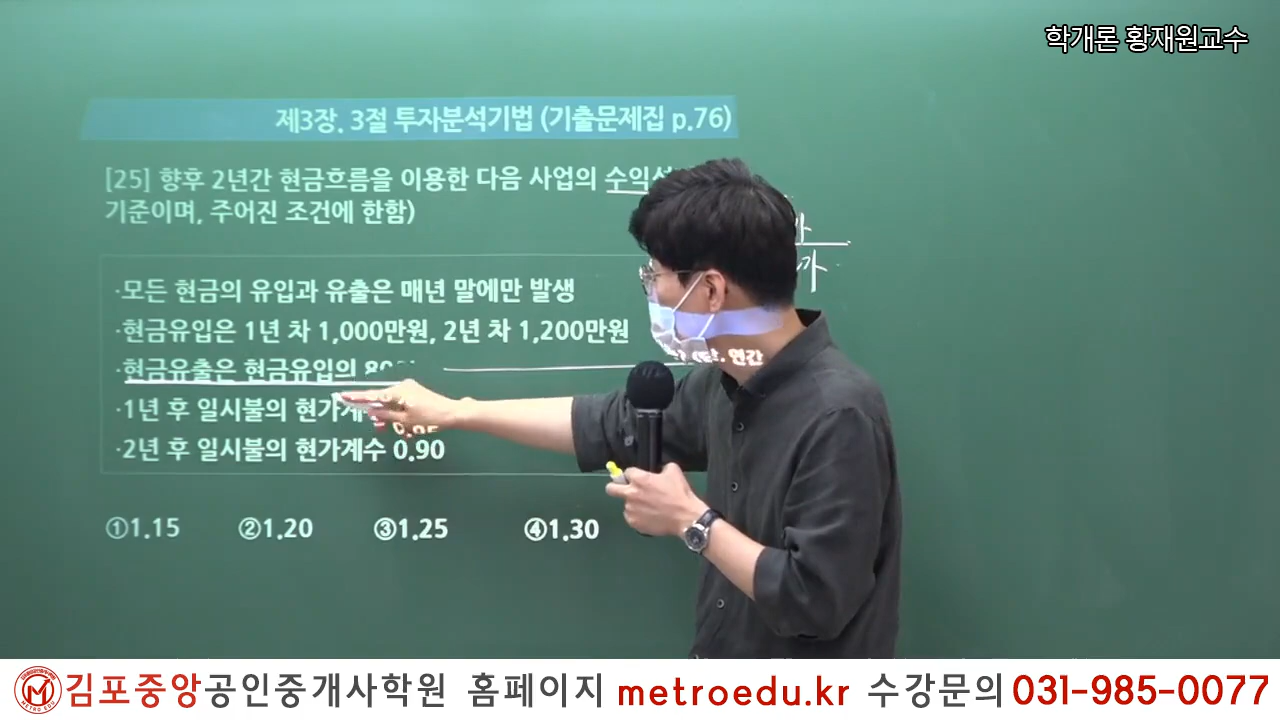 학개론 황재원교수
제3장. 3절 투자분석기법 (기출문제집 p.76)
[25] 향후 2년간 현금흐름을 이용한 다음 사업의
기준이며, 주어진 조건에 한함)
·모든 현금의 유입과 유출은 매년 말에만 발생
·현금유입은 1년 차 1,000만원, 2년 차 1,200만원
·현금유출은 현금유입의
연간
·1년 후 일시불의
·2년 후 일시불의 현가계수 0.90
①1.15 ②1.20 ③1.25 ④1.30
김포중앙공인중개사학원 홈페이지 metroedu.kr 수강문의 031-985-0077